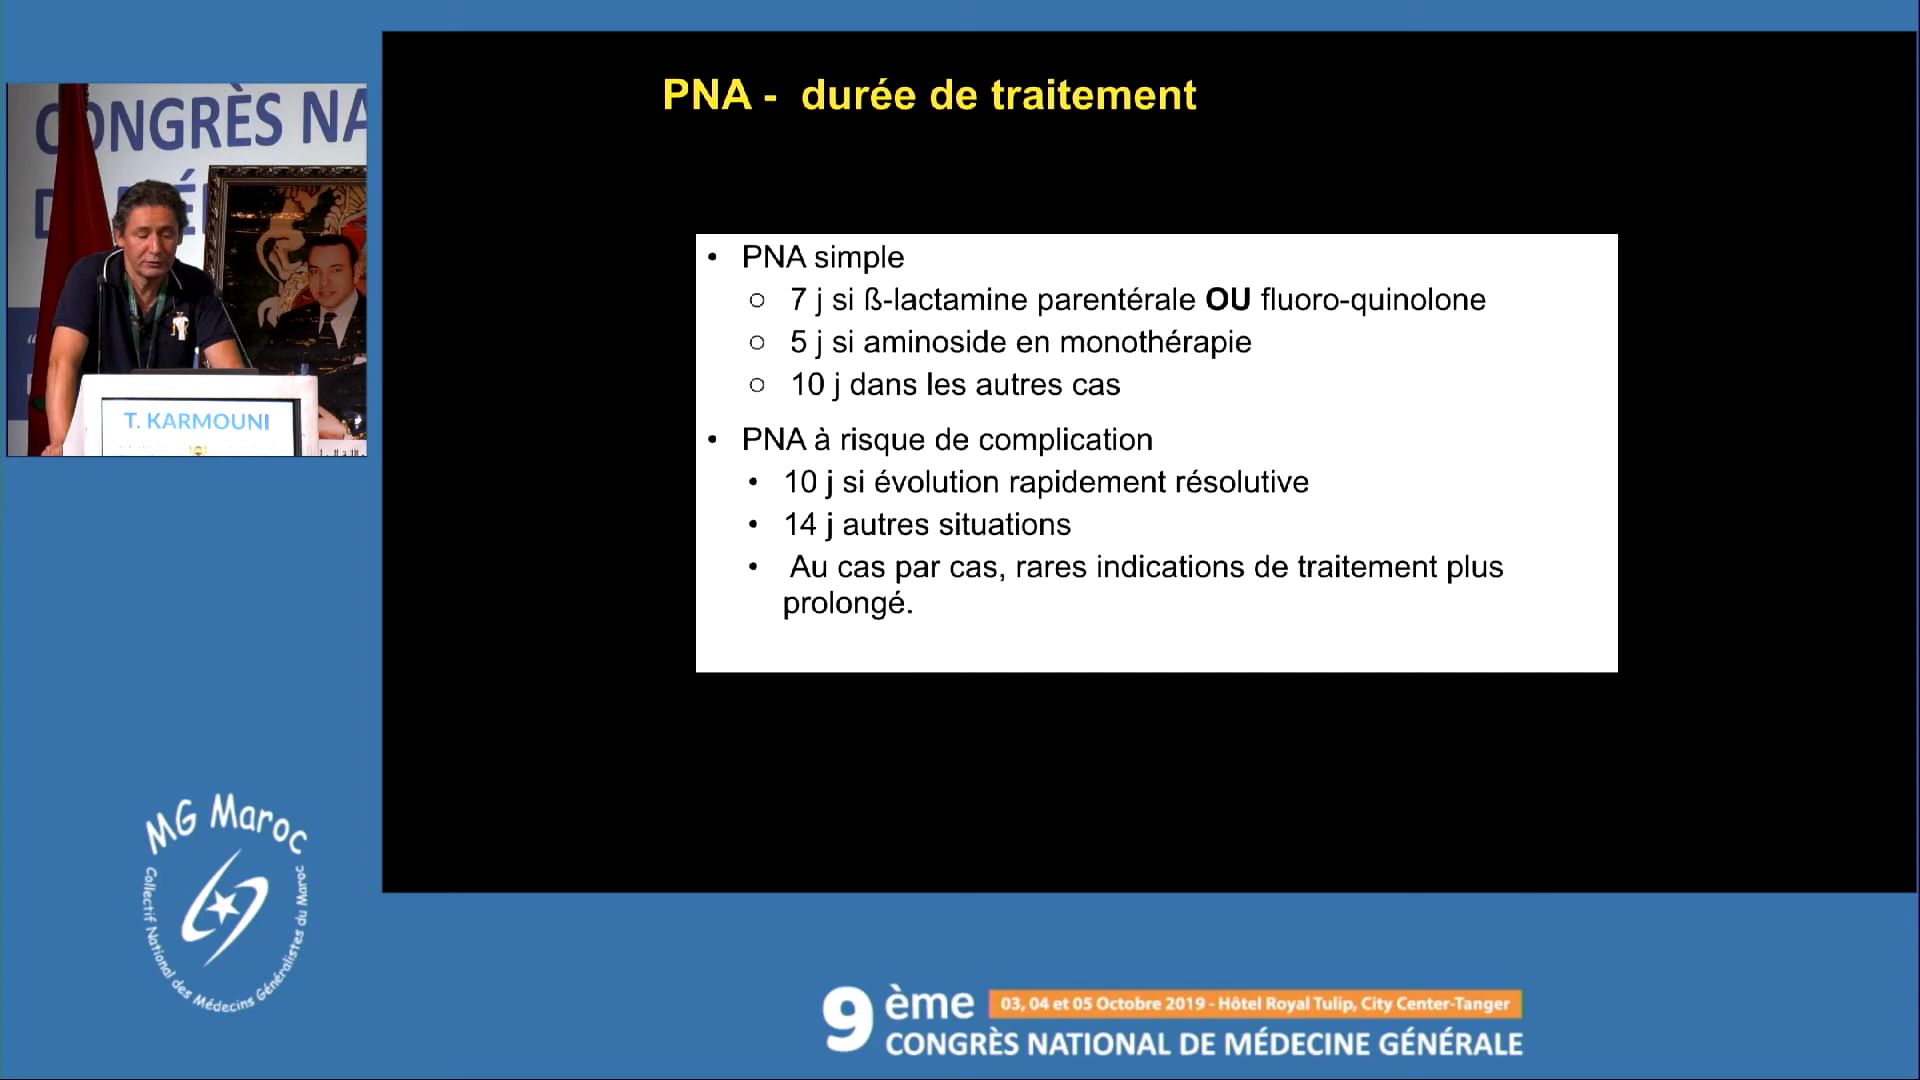 PNA - durée de traitement
• PNA simple
○ 7 j si ß-lactamine parentérale OU fluoro-quinolone
○ 5 j si aminoside en monothérapie
○ 10 j dans les autres cas
• PNA à risque de complication
• 10 j si évolution rapidement résolutive
• 14 j autres situations
• Au cas par cas, rares indications de traitement plus
prolongé.
CONGRÈS NA
T. KARMOUNI
MG Maroc
Collectif National des Médecins Généralistes du Maroc
9 ème
03, 04 et 05 Octobre 2019 - Hôtel Royal Tulip, City Center-Tanger
CONGRÈS NATIONAL DE MÉDECINE GÉNÉRALE